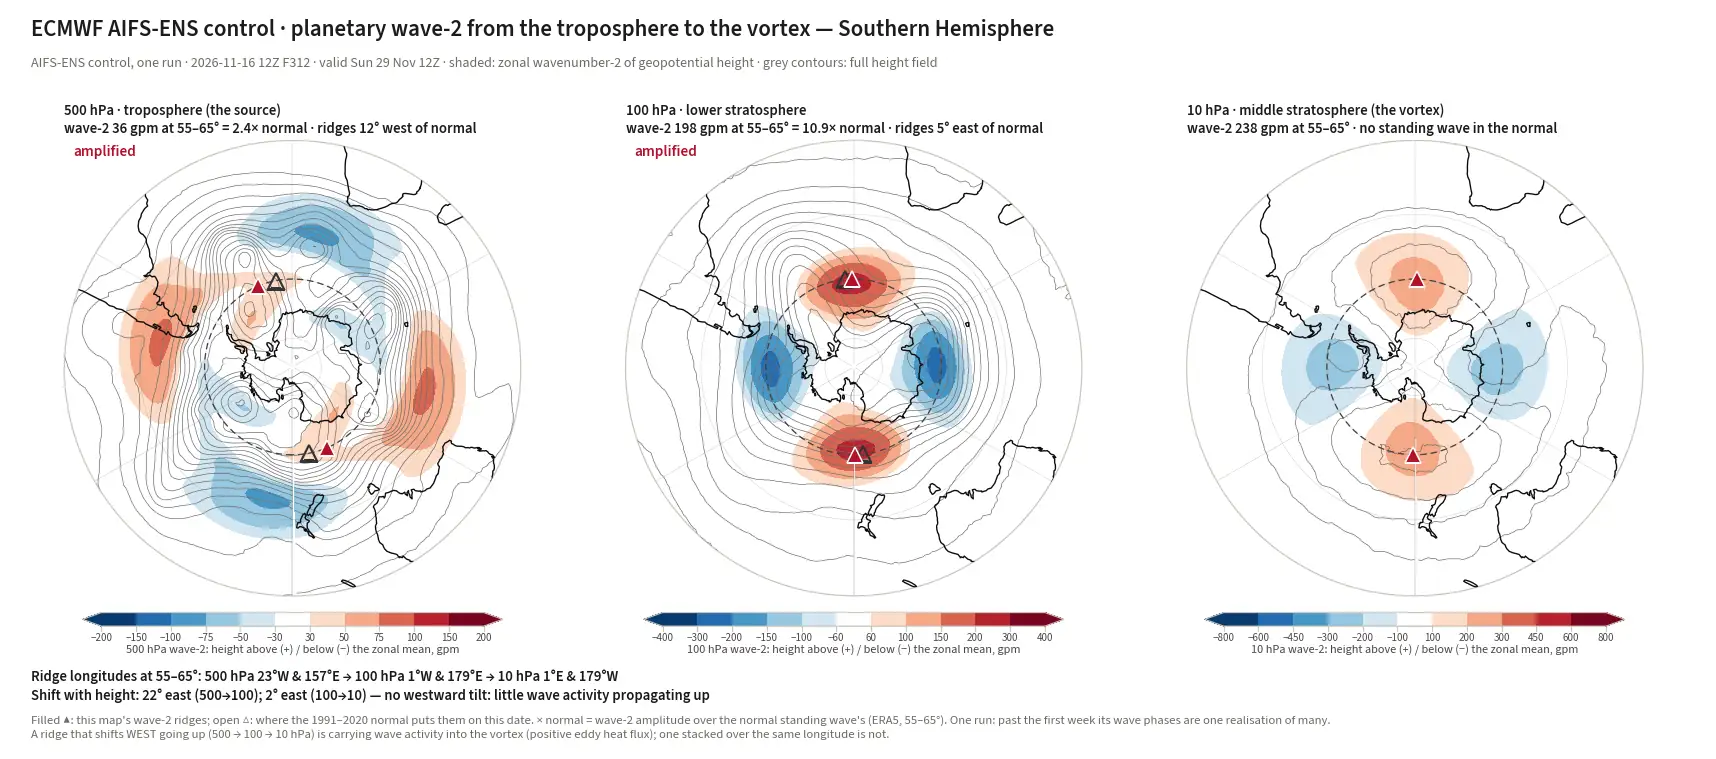 ECMWF AIFS-ENS control · planetary wave-2 from the troposphere to the vortex — Southern Hemisphere
AIFS-ENS control, one run · 2026-11-16 12Z F312 · valid Sun 29 Nov 12Z · shaded: zonal wavenumber-2 of geopotential height · grey contours: full height field
500 hPa · troposphere (the source)
wave-2 36 gpm at 55–65° = 2.4× normal · ridges 12° west of normal
amplified
100 hPa · lower stratosphere
wave-2 198 gpm at 55–65° = 10.9× normal · ridges 5° east of normal
amplified
10 hPa · middle stratosphere (the vortex)
wave-2 238 gpm at 55–65° · no standing wave in the normal
−200 −150 −100 −75 −50 −30 30 50 75 100 150 200
500 hPa wave-2: height above (+) / below (−) the zonal mean, gpm
−400 −300 −200 −150 −100 −60 60 100 150 200 300 400
100 hPa wave-2: height above (+) / below (−) the zonal mean, gpm
−800 −600 −450 −300 −200 −100 100 200 300 450 600 800
10 hPa wave-2: height above (+) / below (−) the zonal mean, gpm
Ridge longitudes at 55–65°: 500 hPa 23°W & 157°E → 100 hPa 1°W & 179°E → 10 hPa 1°E & 179°W
Shift with height: 22° east (500→100); 2° east (100→10) — no westward tilt: little wave activity propagating up
Filled ▲: this map's wave-2 ridges; open △: where the 1991–2020 normal puts them on this date. × normal = wave-2 amplitude over the normal standing wave's (ERA5, 55–65°). One run: past the first week its wave phases are one realisation of many.
A ridge that shifts WEST going up (500 → 100 → 10 hPa) is carrying wave activity into the vortex (positive eddy heat flux); one stacked over the same longitude is not.